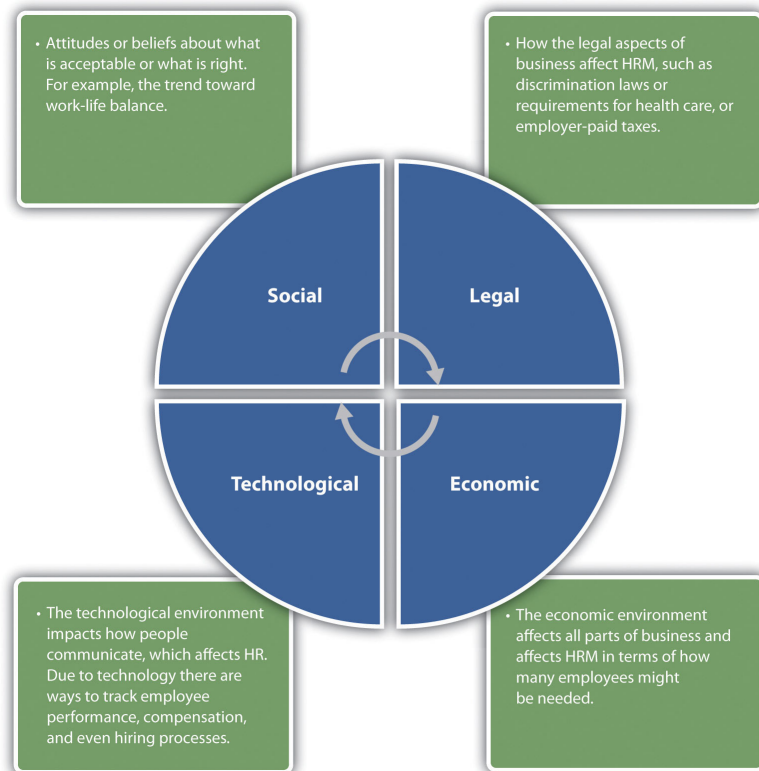 • Attitudes or beliefs about what
is acceptable or what is right.
For example, the trend toward
work-life balance.
• How the legal aspects of
business affect HRM, such as
discrimination laws or
requirements for health care, or
employer-paid taxes.
Social
Legal
Technological
Economic
• The technological environment
impacts how people
communicate, which affects HR.
Due to technology there are
ways to track employee
performance, compensation,
and even hiring processes.
• The economic environment
affects all parts of business and
affects HRM in terms of how
many employees might
be needed.